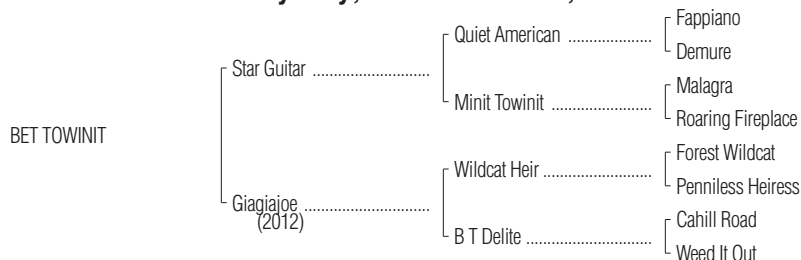 Fappiano
Quiet American ....................
Demure
Star Guitar ............................
Malagra
Minit Towinit ........................
Roaring Fireplace
BET TOWINIT
Forest Wildcat
Wildcat Heir ..........................
Penniless Heiress
Giagiajoe ..............................
(2012)
Cahill Road
B T Delite ..............................
Weed It Out